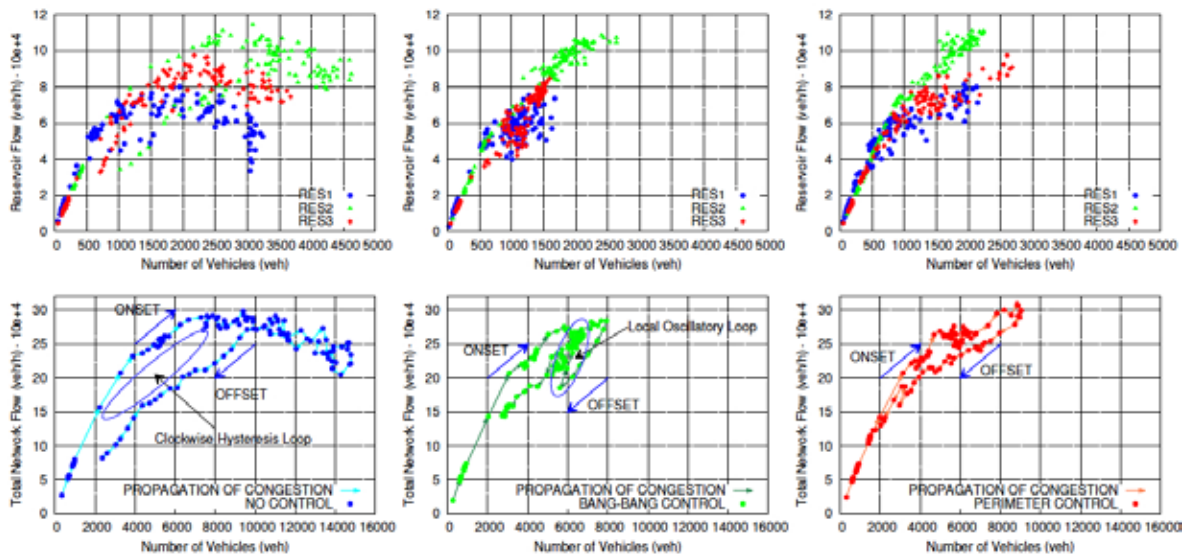 Reservoir Flow (veh/h) - 10e+4
12
10
8
6
4
2
0
RES1
RES2
RES3
0 500 1000 1500 2000 2500 3000 3500 4000 4500 5000
Number of Vehicles (veh)
Reservoir Flow (veh/h) - 10e+4
12
10
8
6
4
2
0
RES1
RES2
RES3
0 500 1000 1500 2000 2500 3000 3500 4000 4500 5000
Number of Vehicles (veh)
Reservoir Flow (veh/h) - 10e+4
12
10
8
6
4
2
0
RES1
RES2
RES3
0 500 1000 1500 2000 2500 3000 3500 4000 4500 5000
Number of Vehicles (veh)
Total Network Flow (veh/h) - 10e+4
30
25
20
15
10
5
0
ONSET
OFFSET
Clockwise Hysteresis Loop
PROPAGATION OF CONGESTION
NO CONTROL
0 2000 4000 6000 8000 10000 12000 14000 16000
Number of Vehicles (veh)
Total Network Flow (veh/h) - 10e+4
30
25
20
15
10
5
0
Local Oscillatory Loop
ONSET
OFFSET
PROPAGATION OF CONGESTION
BANG-BANG CONTROL
0 2000 4000 6000 8000 10000 12000 14000 16000
Number of Vehicles (veh)
Total Network Flow (veh/h) - 10e+4
30
25
20
15
10
5
0
ONSET
OFFSET
PROPAGATION OF CONGESTION
PERIMETER CONTROL
0 2000 4000 6000 8000 10000 12000 14000 16000
Number of Vehicles (veh)